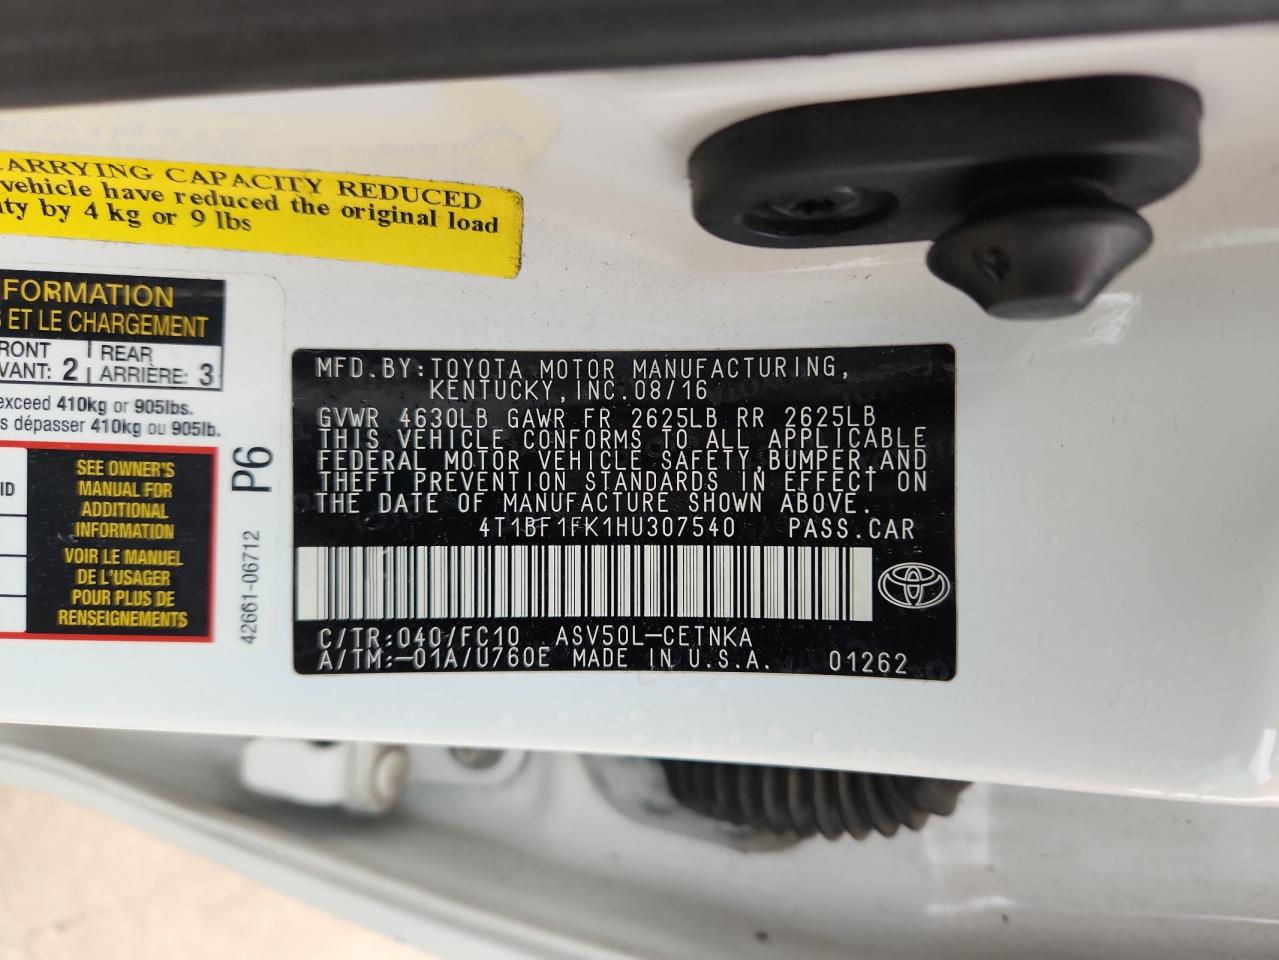 ARRYING CAPACITY REDUCED
vehicle have reduced the original load
ity by 4 kg or 9 lbs
FORMATION
S ET LE CHARGEMENT
RONT
VANT: 2
REAR
ARRIÈRE: 3
exceed 410kg or 905lbs.
s dépasser 410kg ou 905lb.
ID
SEE OWNER'S
MANUAL FOR
ADDITIONAL
INFORMATION
VOIR LE MANUEL
DE L'USAGER
POUR PLUS DE
RENSEIGNEMENTS
P6
42661-06712
MFD.BY:TOYOTA MOTOR MANUFACTURING,
KENTUCKY,INC.08/16
GVWR 4630LB GAWR FR 2625LB RR 2625LB
THIS VEHICLE CONFORMS TO ALL APPLICABLE
FEDERAL MOTOR VEHICLE SAFETY,BUMPER,AND
THEFT PREVENTION STANDARDS IN EFFECT ON
THE DATE OF MANUFACTURE SHOWN ABOVE.
4T1BF1FK1HU307540 PASS.CAR
C/TR:040/FC10 ASV50L-CETNKA
A/TM:-01A/U760E MADE IN U.S.A. 01262